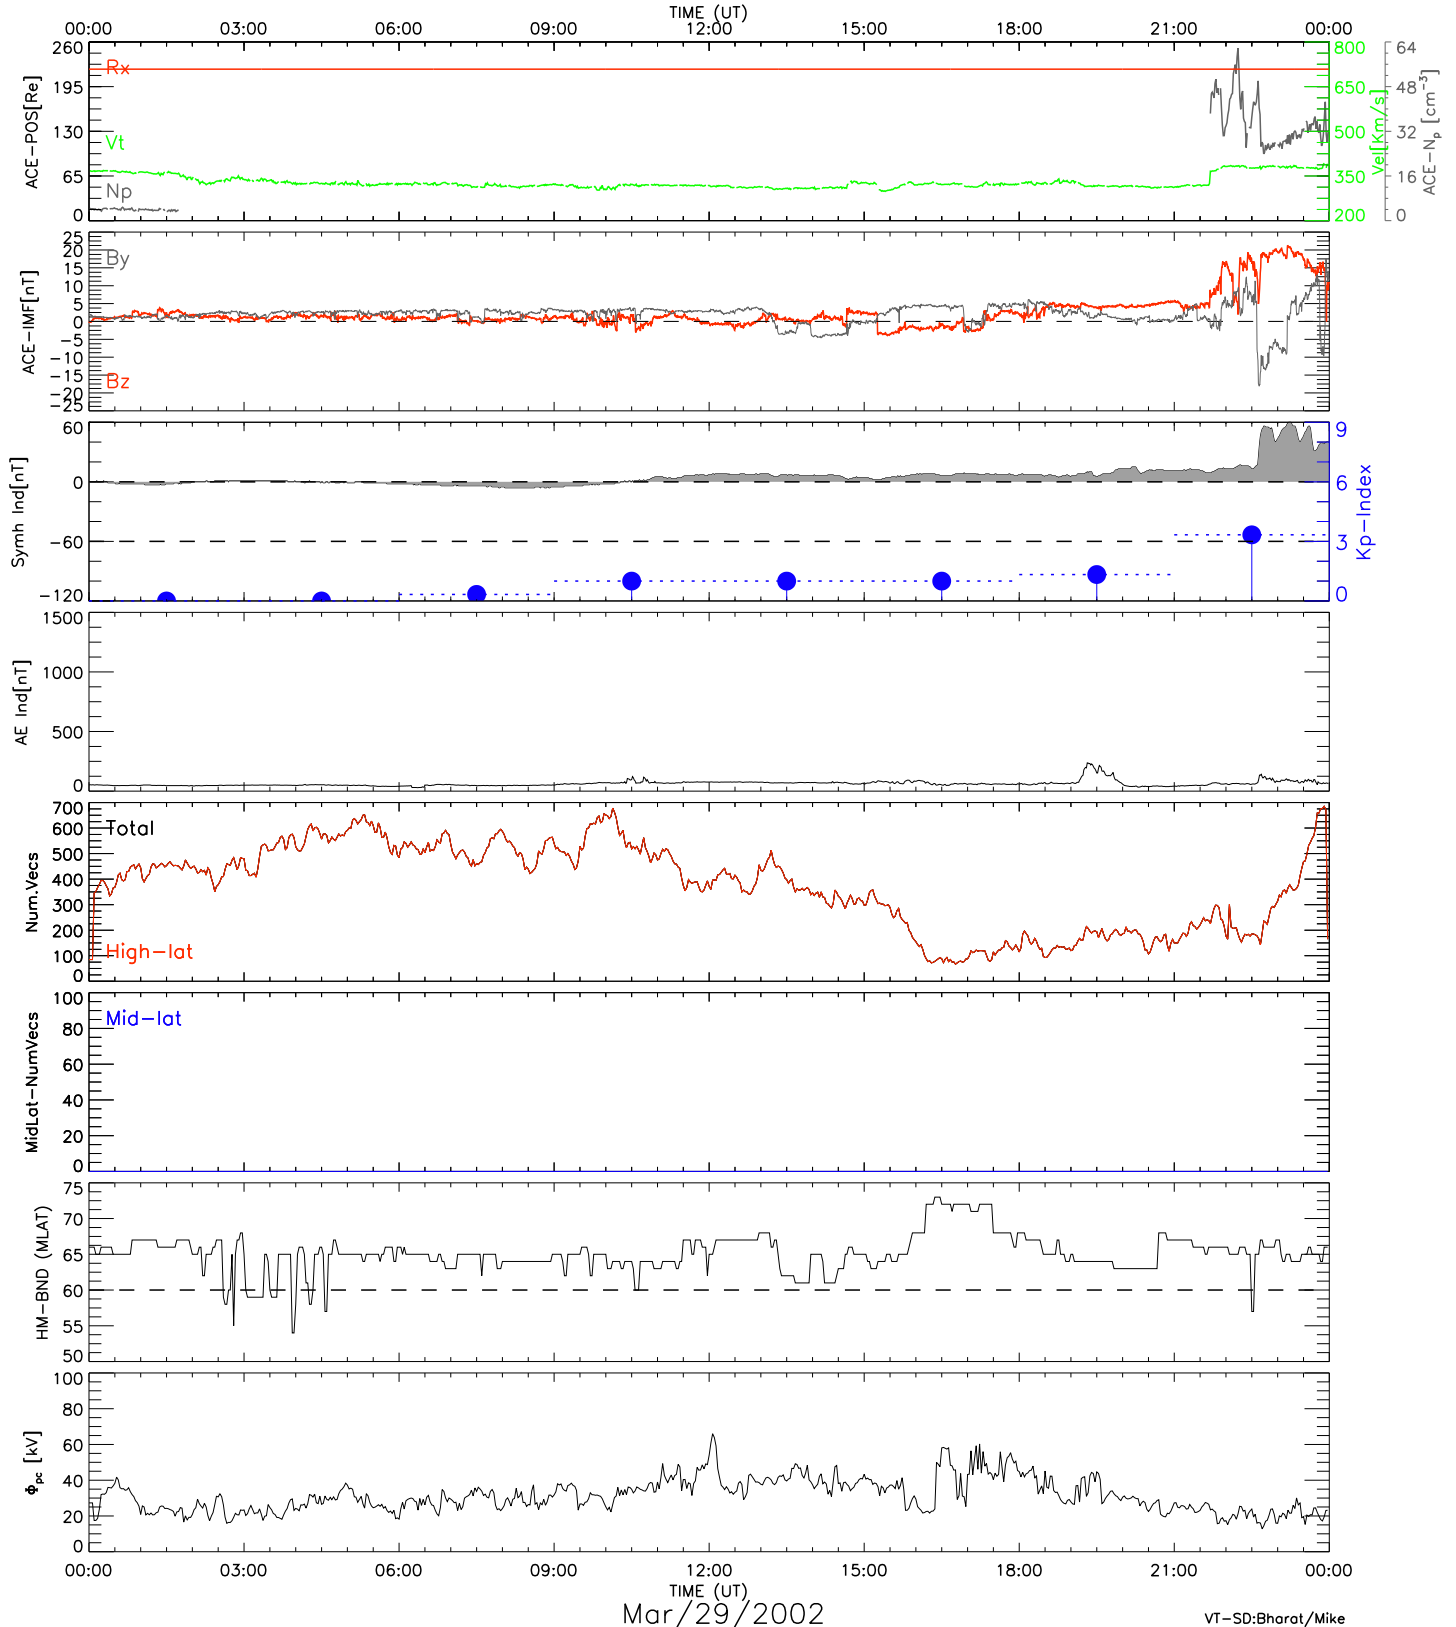 TIME (UT)
00:00 03:00 06:00 09:00 12:00 15:00 18:00 21:00 00:00
ACE-POS[Re]
260
195
130
65
0
Rx
Vt
Np
800
650
500
350
200
Vel[Km/s]
64
48
32
16
0
ACE-Np [cm-3]
ACE-IMF[nT]
25
20
15
10
5
0
-5
-10
-15
-20
-25
By
Bz
Symh Ind[nT]
60
0
-60
-120
9
6
3
0
Kp-Index
AE Ind[nT]
1500
1000
500
0
Num.Vecs
700
600
500
400
300
200
100
0
Total
High-lat
MidLat-NumVecs
100
80
60
40
20
0
Mid-lat
HM-BND (MLAT)
75
70
65
60
55
50
Φpc [kV]
100
80
60
40
20
0
00:00 03:00 06:00 09:00 12:00 15:00 18:00 21:00 00:00
TIME (UT)
Mar/29/2002
VT-SD:Bharat/Mike